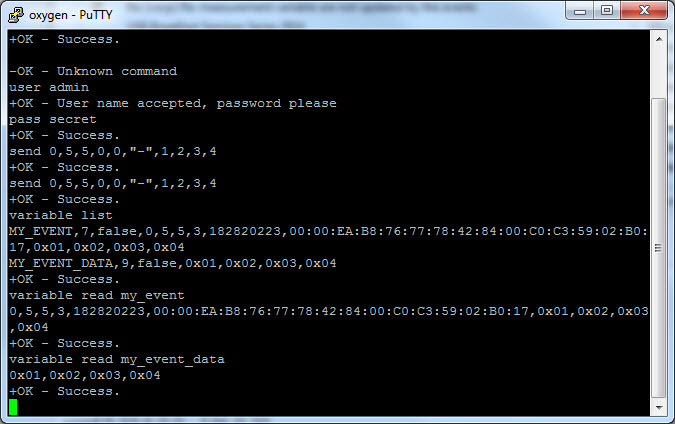 oxygen - PuTTY
+OK - Success.
-OK - Unknown command
user admin
+OK - User name accepted, password please
pass secret
+OK - Success.
send 0,5,5,0,0,"-",1,2,3,4
+OK - Success.
send 0,5,5,0,0,"-",1,2,3,4
+OK - Success.
variable list
MY_EVENT,7,false,0,5,5,3,182820223,00:00:EA:B8:76:77:78:42:84:00:C0:C3:59:02:B0:
17,0x01,0x02,0x03,0x04
MY_EVENT_DATA,9,false,0x01,0x02,0x03,0x04
+OK - Success.
variable read my_event
0,5,5,3,182820223,00:00:EA:B8:76:77:78:42:84:00:C0:C3:59:02:B0:17,0x01,0x02,0x03
,0x04
+OK - Success.
variable read my_event_data
0x01,0x02,0x03,0x04
+OK - Success.